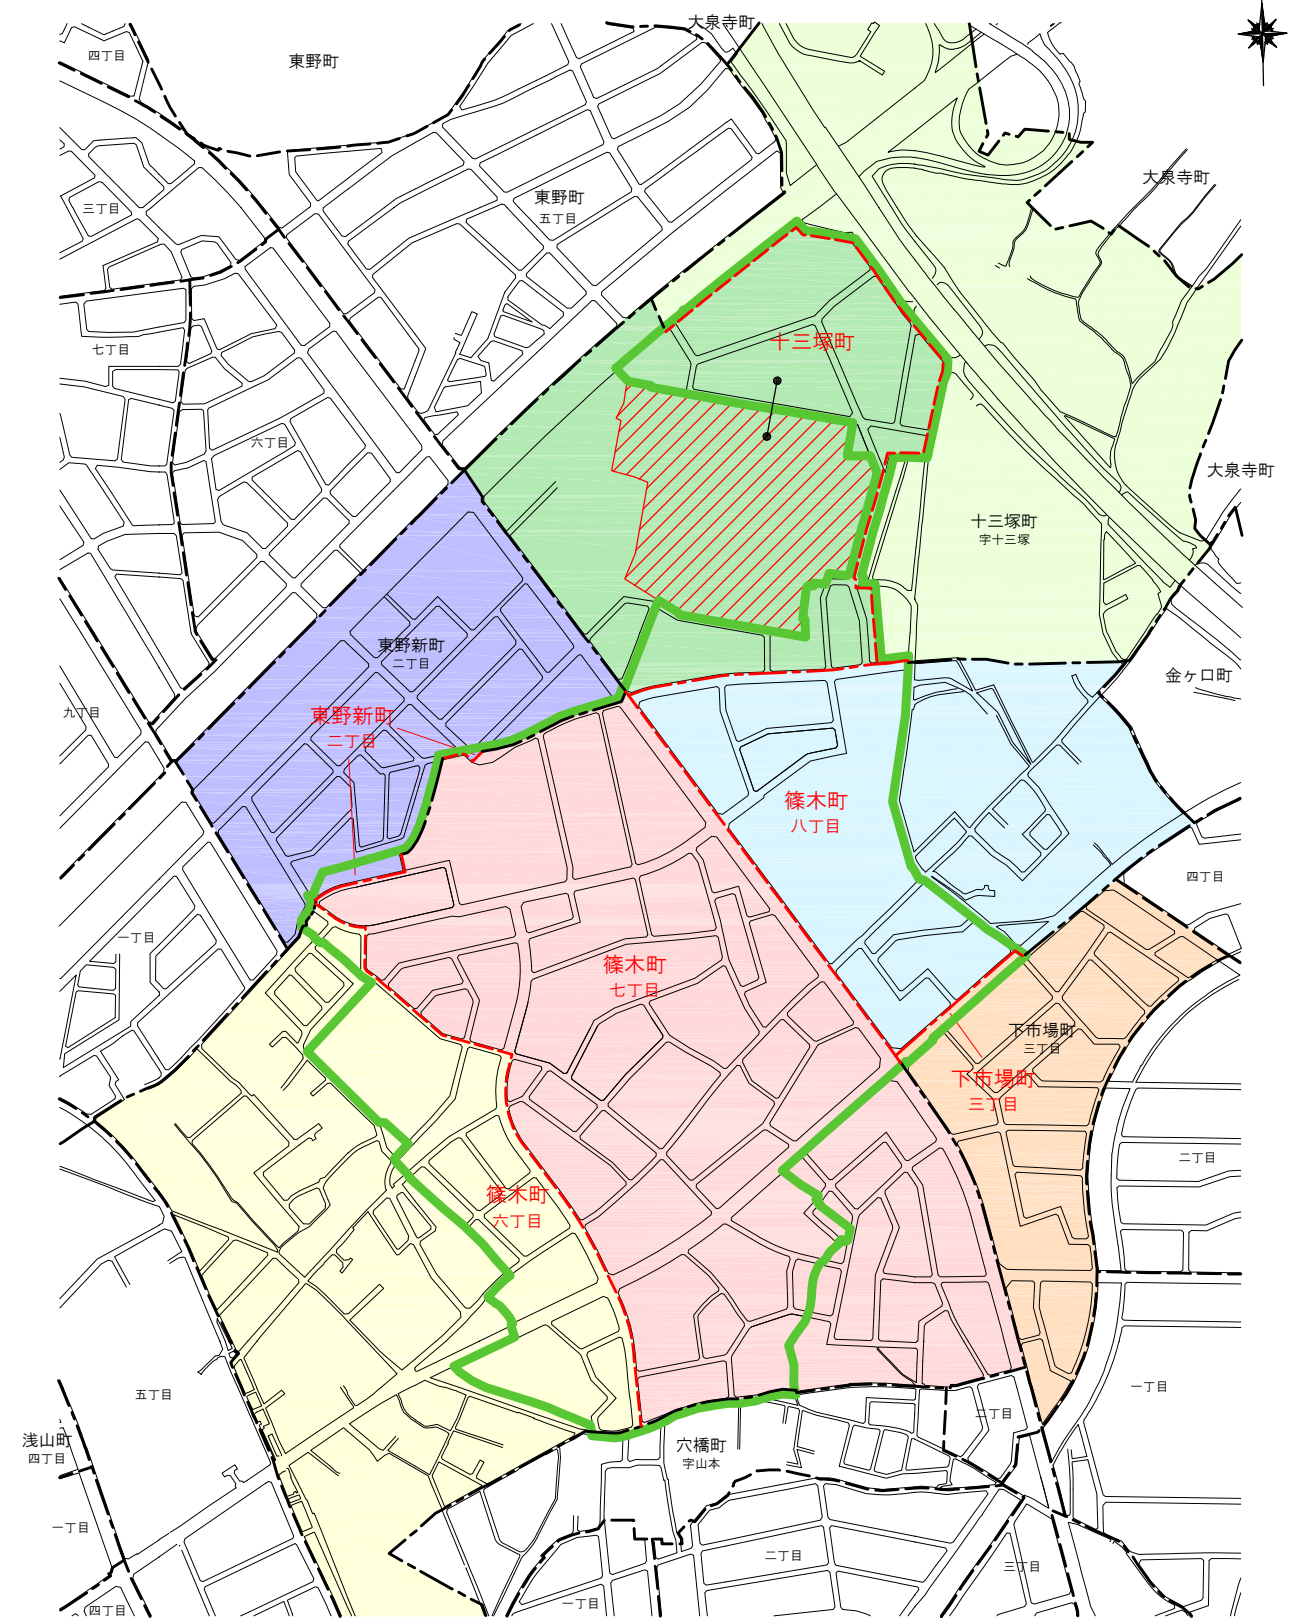 大泉寺町
四丁目
東野町
大泉寺町
東野町
五丁目
三丁目
十三塚町
七丁目
六丁目
大泉寺町
十三塚町
字十三塚
東野新町
二丁目
金ヶ口町
九丁目
東野新町
二丁目
篠木町
八丁目
四丁目
一丁目
篠木町
七丁目
下市場町
三丁目
下市場町
三丁目
二丁目
篠木町
六丁目
五丁目
一丁目
二丁目
浅山町
四丁目
穴橋町
字山本
一丁目
二丁目
三丁目
一丁目
四丁目